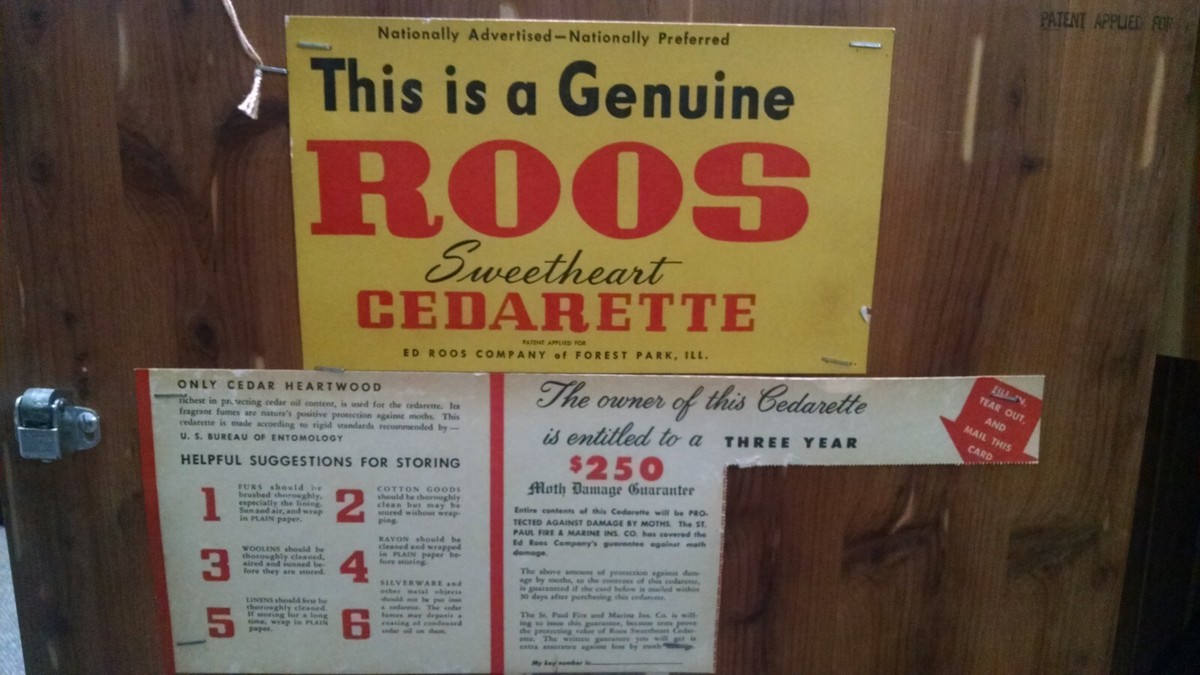 PATENT APPLIED FOR
Nationally Advertised—Nationally Preferred
This is a Genuine
ROOS
Sweetheart
CEDARETTE
PATENT APPLIED FOR
ED ROOS COMPANY of FOREST PARK, ILL.
ONLY CEDAR HEARTWOOD
richest in protecting cedar oil content, is used for the cedarette. Its
fragrant fumes are nature's positive protection against moths. This
cedarette is made according to rigid standards recommended by—
U. S. BUREAU OF ENTOMOLOGY
HELPFUL SUGGESTIONS FOR STORING
1
FURS should be
brushed thoroughly,
especially the lining.
Sun and air, and wrap
in PLAIN paper.
2
COTTON GOODS
should be thoroughly
clean but may be
stored without wrap-
ping.
3
WOOLENS should be
thoroughly cleaned,
aired and sunned be-
fore they are stored.
4
RAYON should be
cleaned and wrapped
in PLAIN paper be-
fore storing.
5
LINENS should first be
thoroughly cleaned.
If storing for a long
time, wrap in PLAIN
paper.
6
SILVERWARE and
other metal objects
should not be put into
a cedarette. The cedar
fumes may deposit a
coating of condensed
cedar oil on them.
The owner of this Cedarette
is entitled to a THREE YEAR
$250
Moth Damage Guarantee
Entire contents of this Cedarette will be PRO-
TECTED AGAINST DAMAGE BY MOTHS. The ST.
PAUL FIRE & MARINE INS. CO. has covered the
Ed Roos Company's guarantee against moth
damage.
The above amount of protection against dam-
age by moths, to the contents of this cedarette,
is guaranteed if the card below is mailed within
30 days after purchasing this cedarette.
The St. Paul Fire and Marine Ins. Co. is will-
ing to issue this guarantee, because tests prove
the protecting value of Roos Sweetheart Cedar-
ette. The written guarantee you will get is
extra assurance against loss by moth
My key number is
FILL IN,
TEAR OUT,
AND
MAIL THIS
CARD